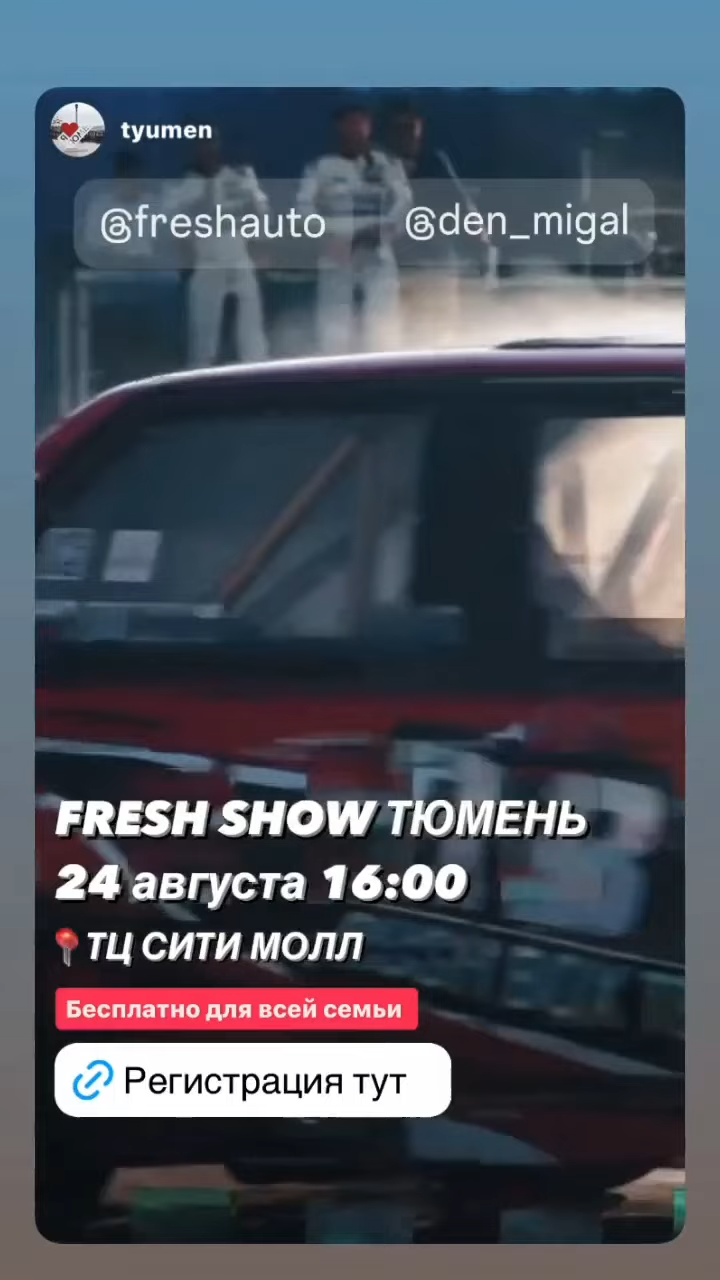 tyumen
@freshauto @den_migal
FRESH SHOW ТЮМЕНЬ
24 августа 16:00
ТЦ СИТИ МОЛЛ
Бесплатно для всей семьи
Регистрация тут